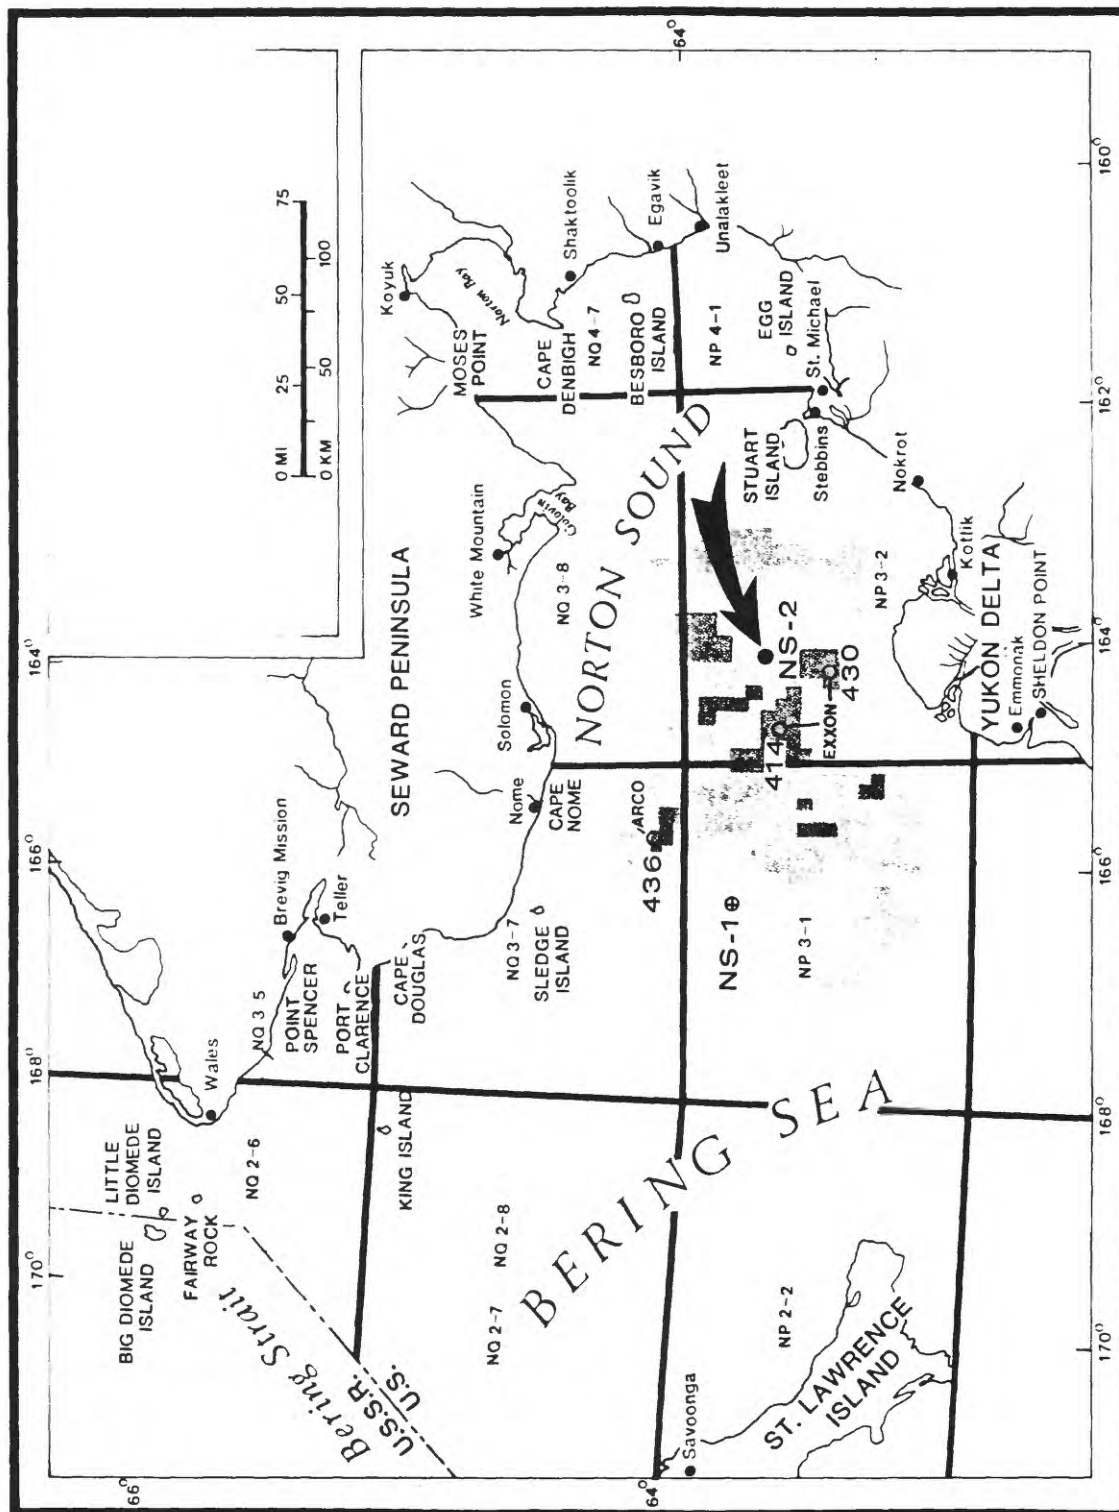 170°
168°
166°
164°
66°
64°
64°
170°
168°
166°
164°
162°
160°
0 MI 25 50 75
0 KM 50 100
BIG DIOMEDE
ISLAND
LITTLE
DIOMEDE
ISLAND
FAIRWAY
ROCK
Bering Strait
U.S.S.R.
U.S.
NQ 2-6
Wales
NQ 3 5
Brevig Mission
POINT
SPENCER
Teller
PORT
CLARENCE
KING ISLAND
CAPE
DOUGLAS
SEWARD PENINSULA
NQ 2-7
NQ 2-8
NQ 3-7
SLEDGE
ISLAND
Nome
CAPE
NOME
Solomon
White Mountain
Golovin
Bay
NQ 3-8
MOSES
POINT
Koyuk
Norton Bay
CAPE
DENBIGH
Shaktoolik
NQ 4-7
BESBORO
ISLAND
Egavik
Unalakleet
NORTON SOUND
BERING SEA
ARCO
436
NS-1
NP 3-1
414
EXXON
430
NS-2
NP 3-2
NP 4-1
EGG
ISLAND
St. Michael
STUART
ISLAND
Stebbins
Nokrot
Kotlik
YUKON DELTA
Emmonak
SHELDON POINT
Savoonga
NP 2-2
ST. LAWRENCE
ISLAND